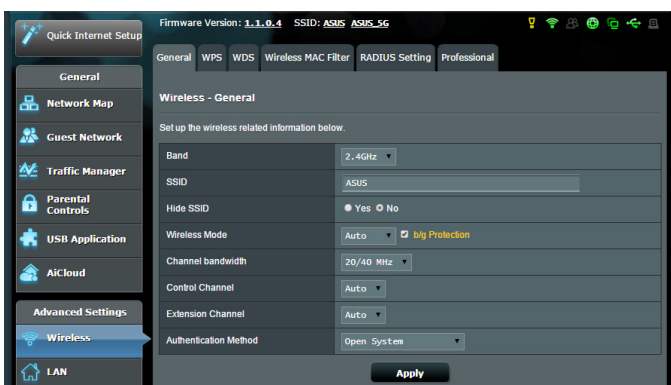 Quick Internet Setup
Firmware Version: 1.1.0.4 SSID: ASUS ASUS_5G
General WPS WDS Wireless MAC Filter RADIUS Setting Professional
General
Network Map
Guest Network
Traffic Manager
Parental Controls
USB Application
AiCloud
Advanced Settings
Wireless
LAN
Wireless - General
Set up the wireless related information below.
Band 2.4GHz
SSID ASUS
Hide SSID Yes No
Wireless Mode Auto b/g Protection
Channel bandwidth 20/40 MHz
Control Channel Auto
Extension Channel Auto
Authentication Method Open System
Apply